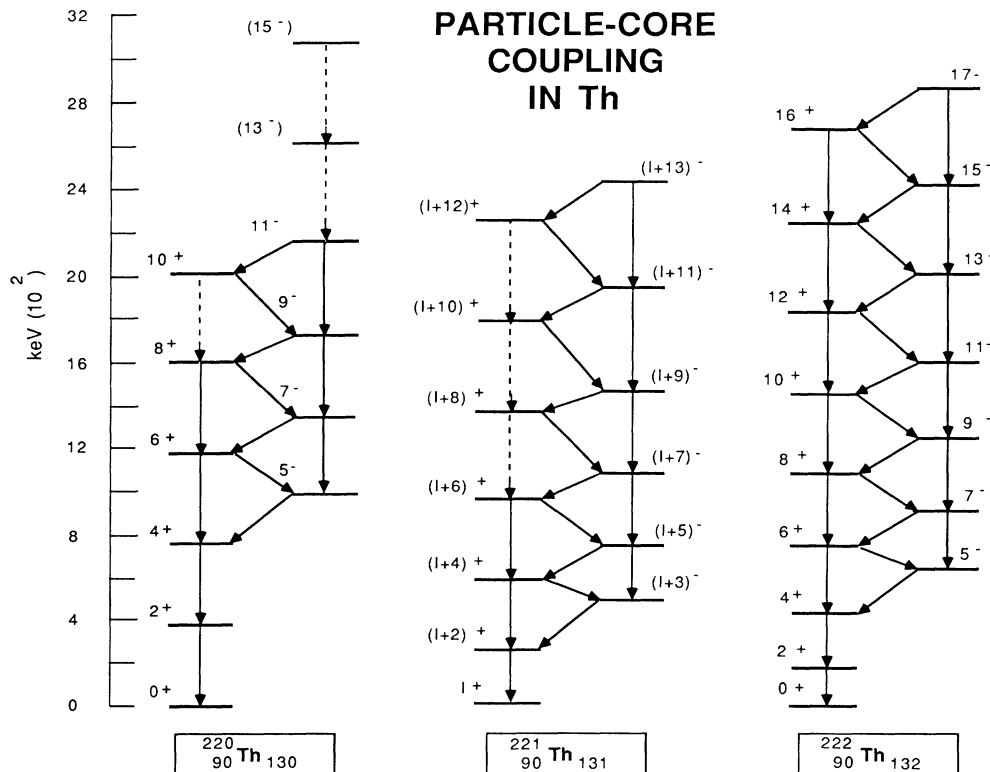 PARTICLE-CORE
COUPLING
IN Th
keV (10²)
32
28
24
20
16
12
8
4
0
(15⁻)
(13⁻)
11⁻
10⁺
9⁻
8⁺
7⁻
6⁺
5⁻
4⁺
2⁺
0⁺
²²⁰₉₀Th₁₃₀
(I+13)⁻
(I+12)⁺
(I+11)⁻
(I+10)⁺
(I+9)⁻
(I+8)⁺
(I+7)⁻
(I+6)⁺
(I+5)⁻
(I+4)⁺
(I+3)⁻
(I+2)⁺
I⁺
²²¹₉₀Th₁₃₁
17⁻
16⁺
15⁻
14⁺
13⁻
12⁺
11⁻
10⁺
9⁻
8⁺
7⁻
6⁺
5⁻
4⁺
2⁺
0⁺
²²²₉₀Th₁₃₂